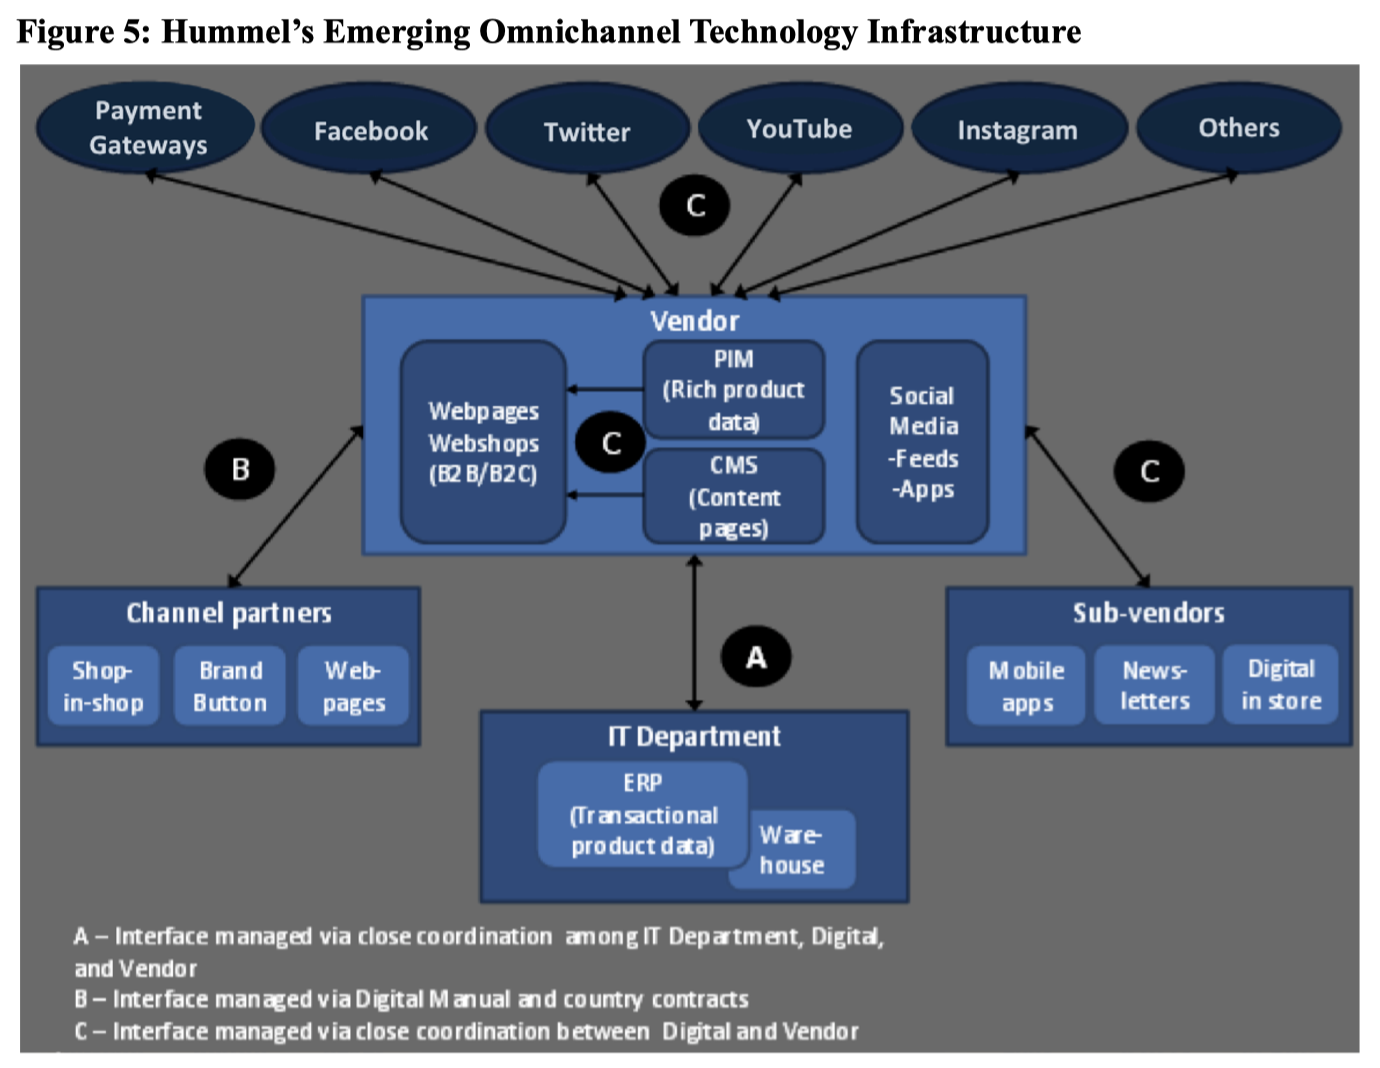 Figure 5: Hummel’s Emerging Omnichannel Technology Infrastructure
Payment
Gateways
Facebook
Twitter
YouTube
Instagram
Others
C
Vendor
Webpages
Webshops
(B2B/B2C)
C
PIM
(Rich product
data)
CMS
(Content
pages)
Social
Media
-Feeds
-Apps
B
C
Channel partners
Shop-
in-shop
Brand
Button
Web-
pages
A
Sub-vendors
Mobile
apps
News-
letters
Digital
in store
IT Department
ERP
(Transactional
product data)
Ware-
house
A – Interface managed via close coordination among IT Department, Digital,
and Vendor
B – Interface managed via Digital Manual and country contracts
C – Interface managed via close coordination between Digital and Vendor